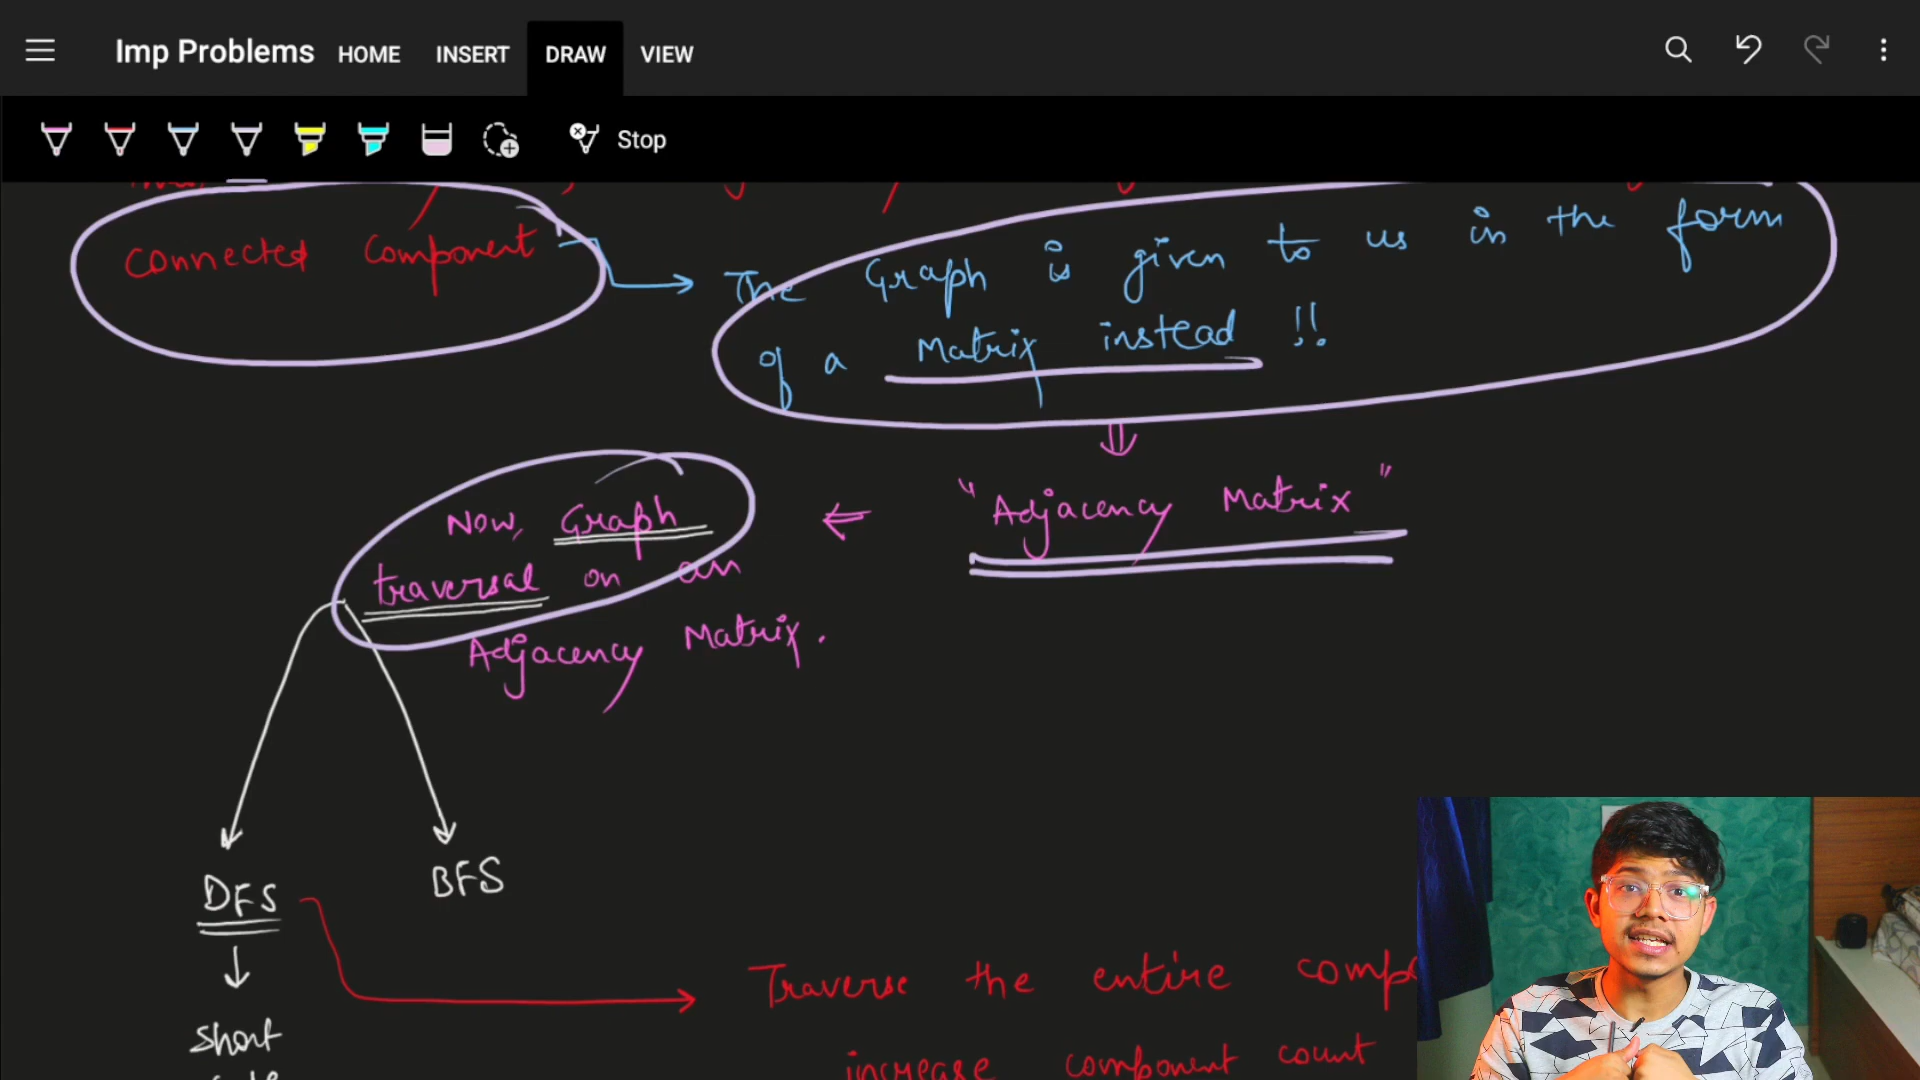 Imp Problems HOME INSERT DRAW VIEW
Stop
connected component
The Graph is given to us in the form
of a Matrix instead !!
"Adjacency Matrix"
Now, Graph
traversal on an
Adjacency Matrix.
DFS
BFS
Traverse the entire
increase component count
short